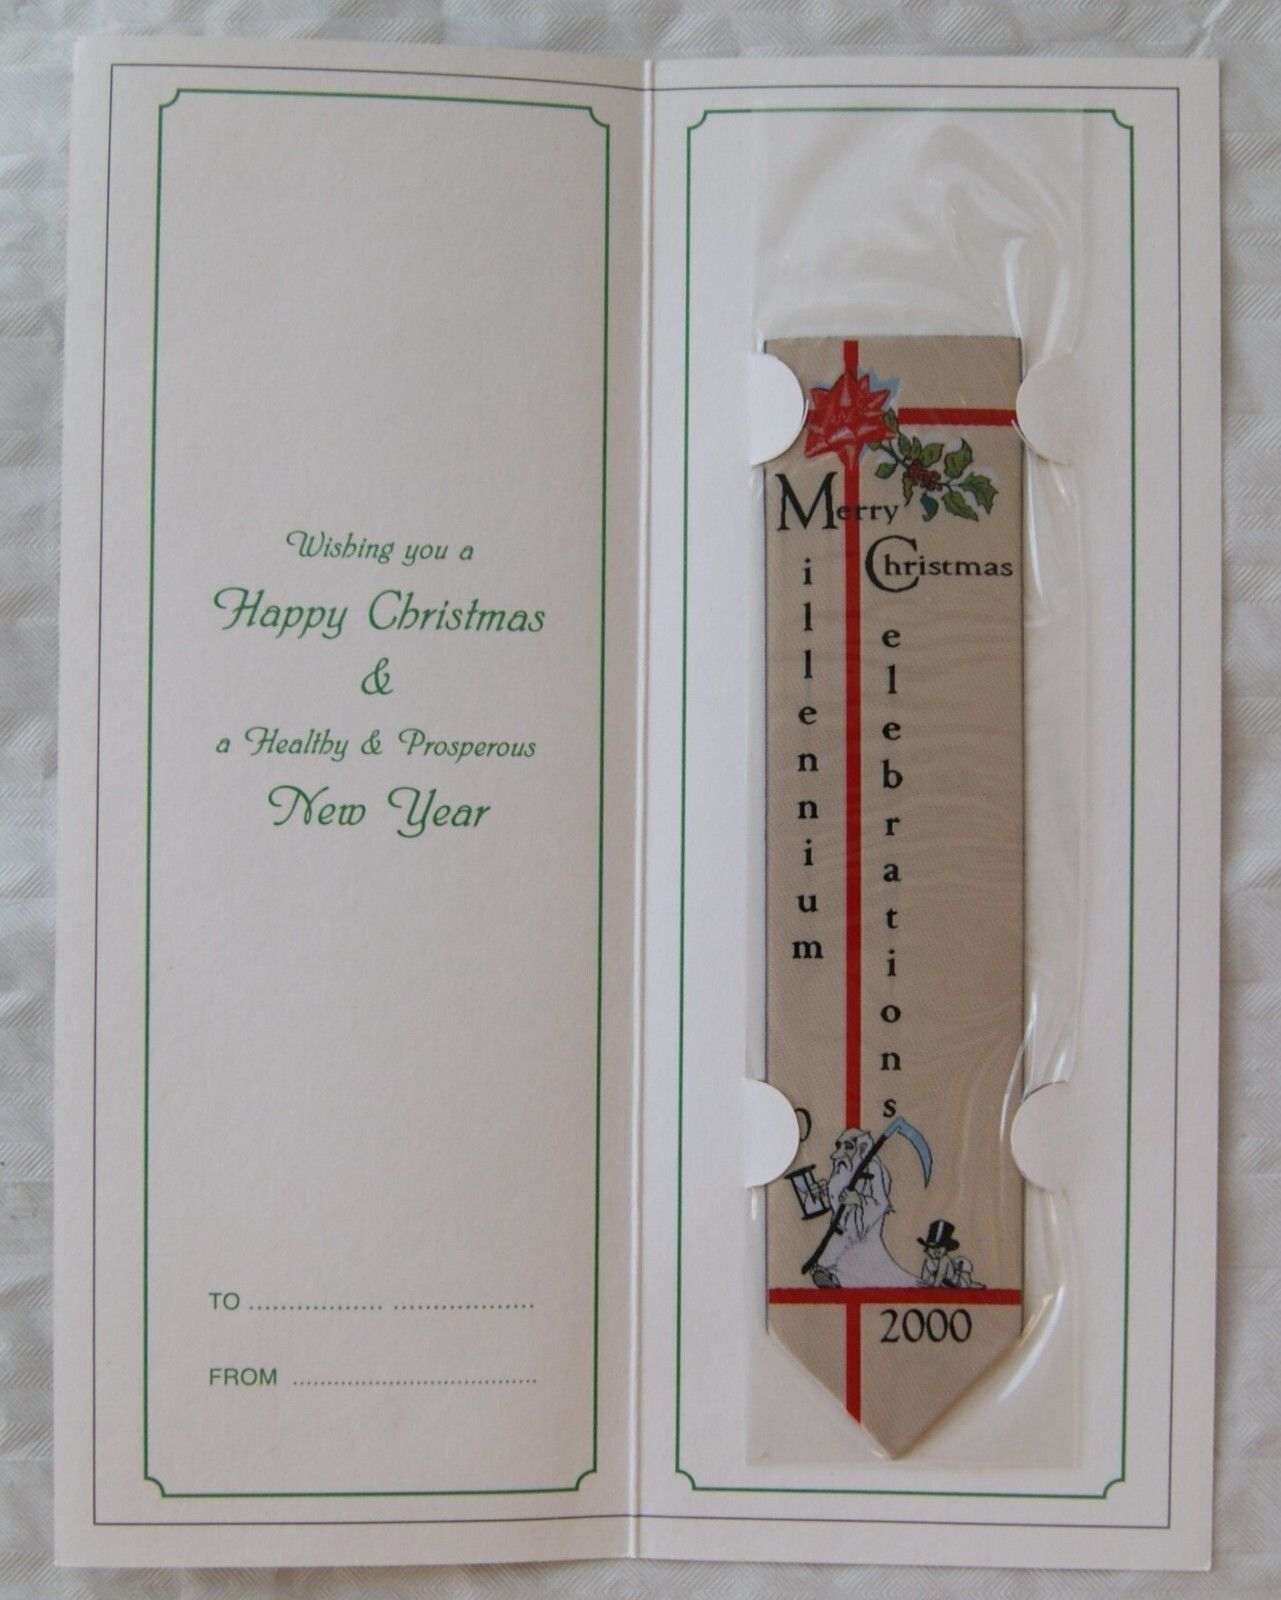 Wishing you a
Happy Christmas
&
a Healthy & Prosperous
New Year
TO ................. ..................
FROM ...................................
Merry
Christmas
Millennium
Celebrations
2000